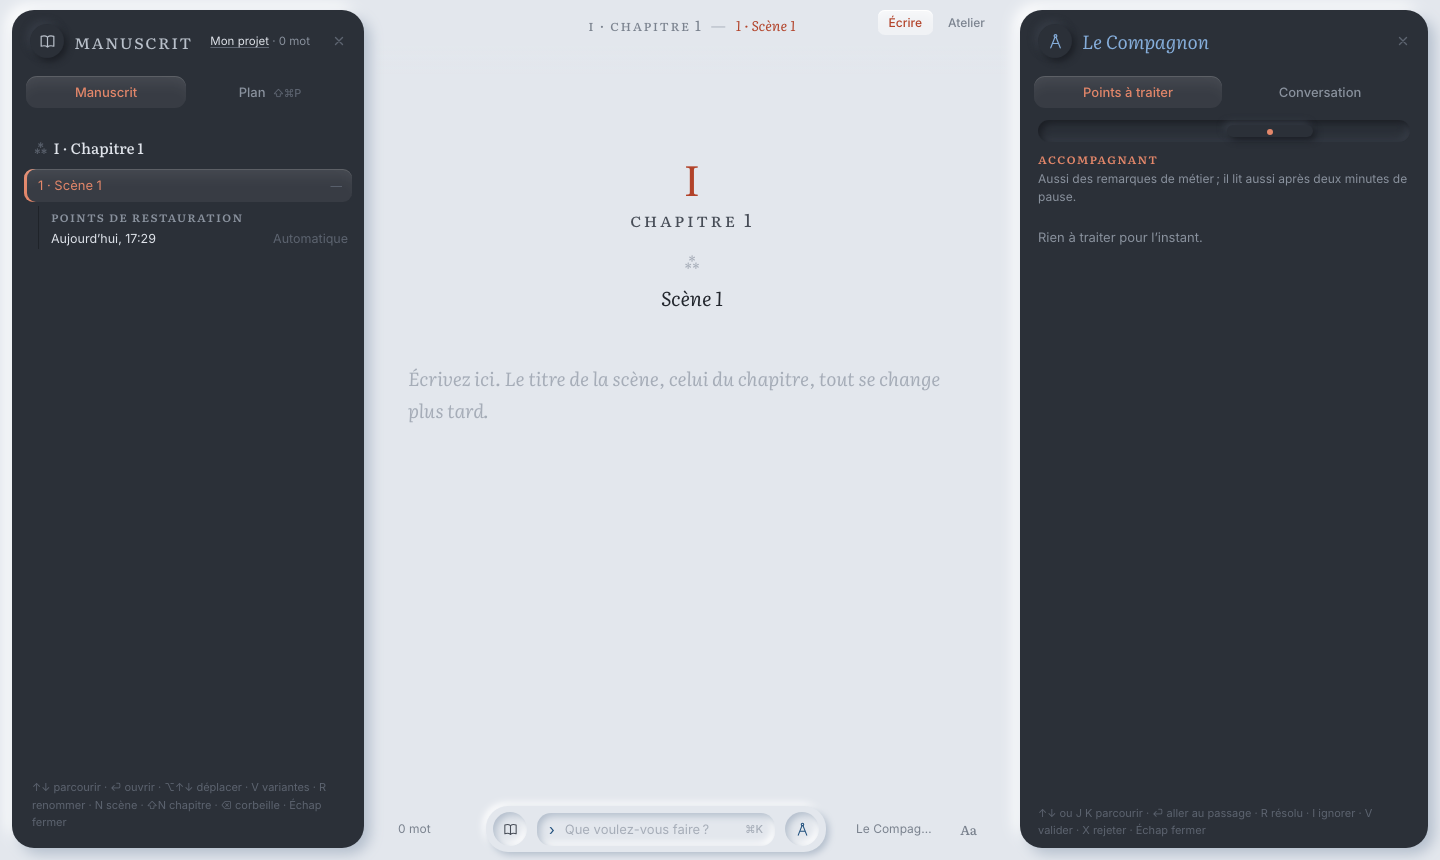 MANUSCRIT
Mon projet · 0 mot
Manuscrit
Plan ⇧⌘P
⁂ I · Chapitre 1
1 · Scène 1 —
POINTS DE RESTAURATION
Aujourd'hui, 17:29 Automatique
↑↓ parcourir · ⏎ ouvrir · ⌥↑↓ déplacer · V variantes · R
renommer · N scène · ⇧N chapitre · ⌫ corbeille · Échap
fermer
I · CHAPITRE 1 — 1 · Scène 1
Écrire
Atelier
I
CHAPITRE 1
⁂
Scène 1
Écrivez ici. Le titre de la scène, celui du chapitre, tout se change
plus tard.
0 mot
› Que voulez-vous faire ? ⌘K
Le Compag…
Aa
Le Compagnon
Points à traiter
Conversation
ACCOMPAGNANT
Aussi des remarques de métier ; il lit aussi après deux minutes de
pause.
Rien à traiter pour l'instant.
↑↓ ou J K parcourir · ⏎ aller au passage · R résolu · I ignorer · V
valider · X rejeter · Échap fermer